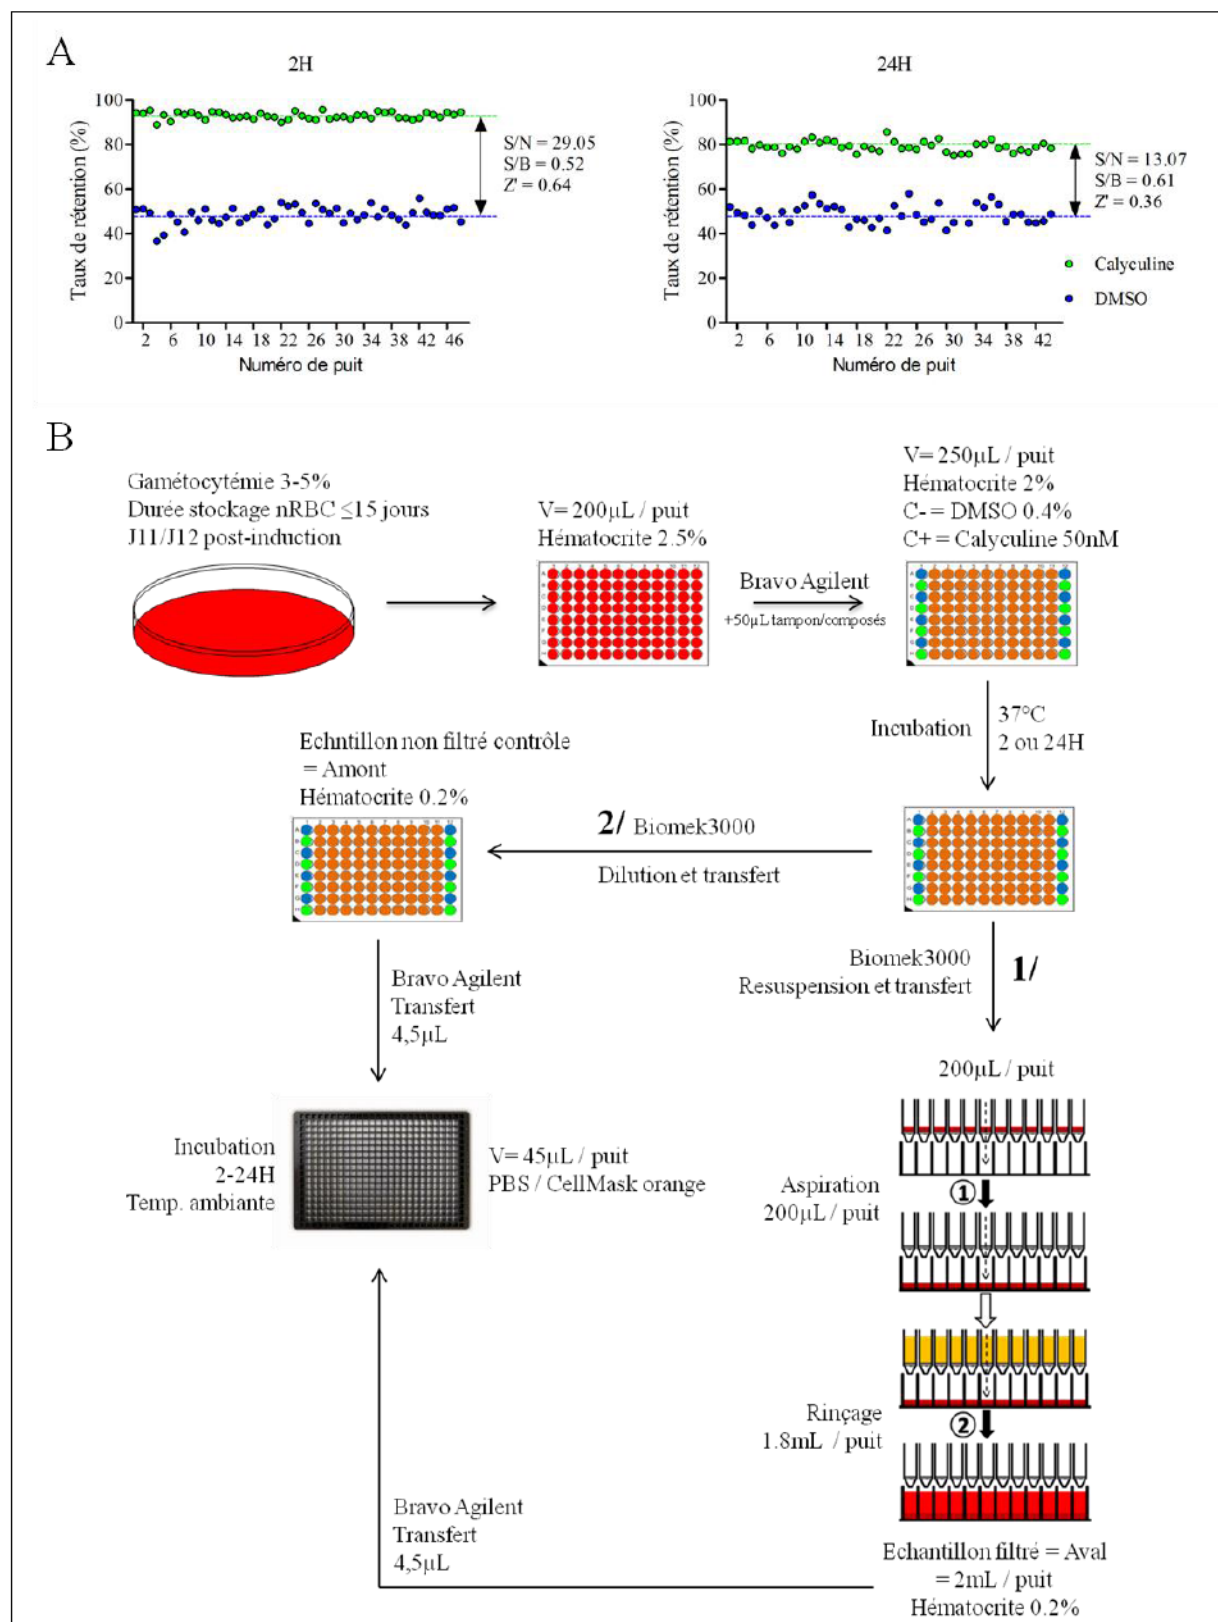 A
2H
100
80
60
40
20
0
Taux de rétention (%)
2 6 10 14 18 22 26 30 34 38 42 46
Numéro de puit
S/N = 29.05
S/B = 0.52
Z' = 0.64
24H
100
80
60
40
20
0
Taux de rétention (%)
2 6 10 14 18 22 26 30 34 38 42
Numéro de puit
S/N = 13.07
S/B = 0.61
Z' = 0.36
Calyculine
DMSO
B
Gamétocytémie 3-5%
Durée stockage nRBC ≤15 jours
J11/J12 post-induction
V= 200µL / puit
Hématocrite 2.5%
Bravo Agilent
+50µL tampon/composés
V= 250µL / puit
Hématocrite 2%
C- = DMSO 0.4%
C+ = Calyculine 50nM
Incubation
37°C
2 ou 24H
Echntillon non filtré contrôle
= Amont
Hématocrite 0.2%
2/ Biomek3000
Dilution et transfert
Biomek3000
Resuspension et transfert
1/
Bravo Agilent
Transfert
4,5µL
200µL / puit
Incubation
2-24H
Temp. ambiante
V= 45µL / puit
PBS / CellMask orange
Aspiration
200µL / puit
①
Rinçage
1.8mL / puit
②
Bravo Agilent
Transfert
4,5µL
Echantillon filtré = Aval
= 2mL / puit
Hématocrite 0.2%